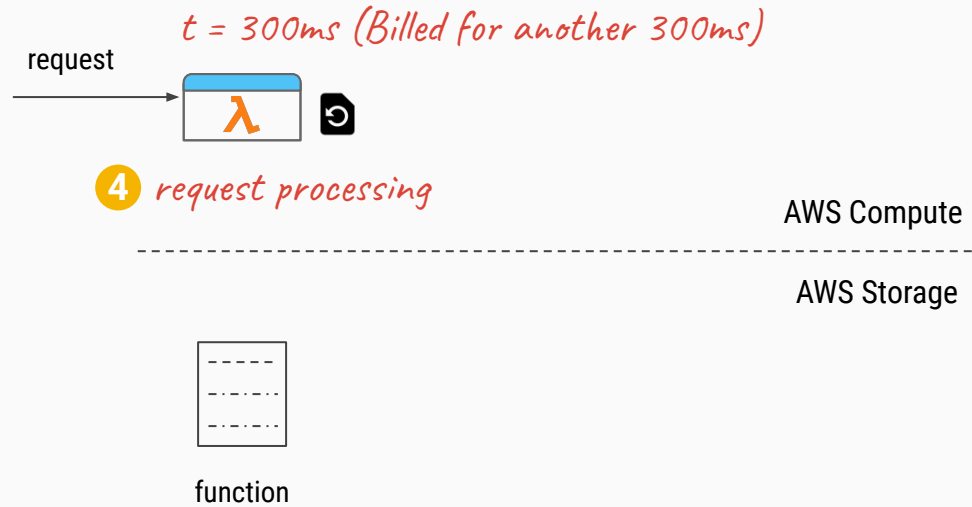 t = 300ms (Billed for another 300ms)
request
λ
4 request processing
AWS Compute
AWS Storage
function